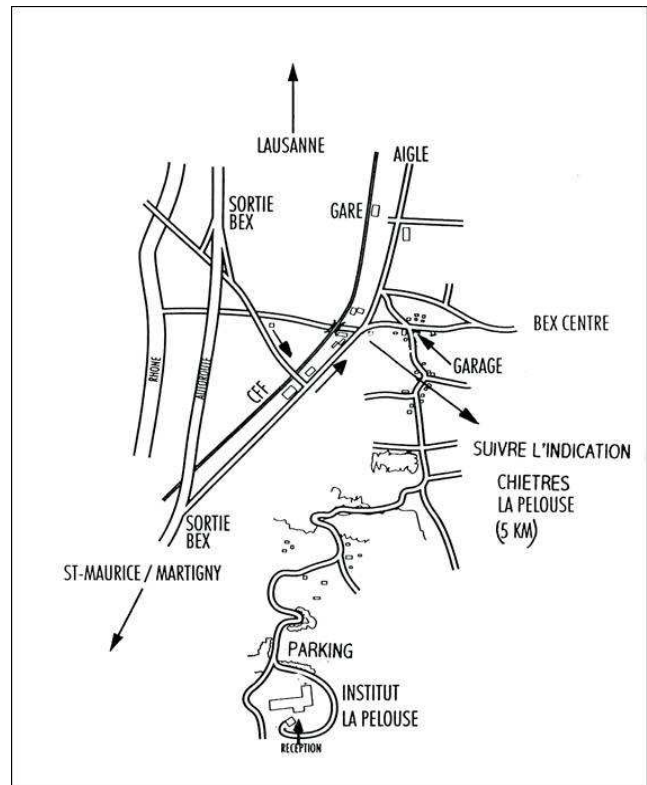 LAUSANNE
AIGLE
SORTIE
BEX
GARE
BEX CENTRE
GARAGE
RHONE
AUTOROUTE
CFF
SUIVRE L'INDICATION
CHIETRES
LA PELOUSE
(5 KM)
SORTIE
BEX
ST-MAURICE / MARTIGNY
PARKING
INSTITUT
LA PELOUSE
RECEPTION